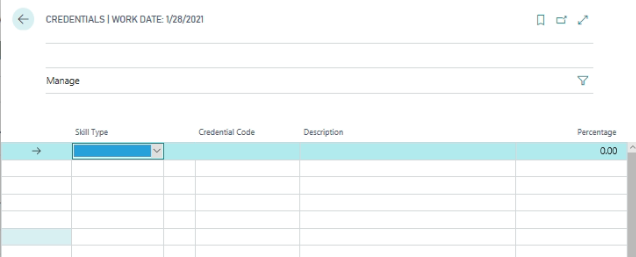 CREDENTIALS | WORK DATE: 1/28/2021
Manage
Skill Type Credential Code Description Percentage
0.00